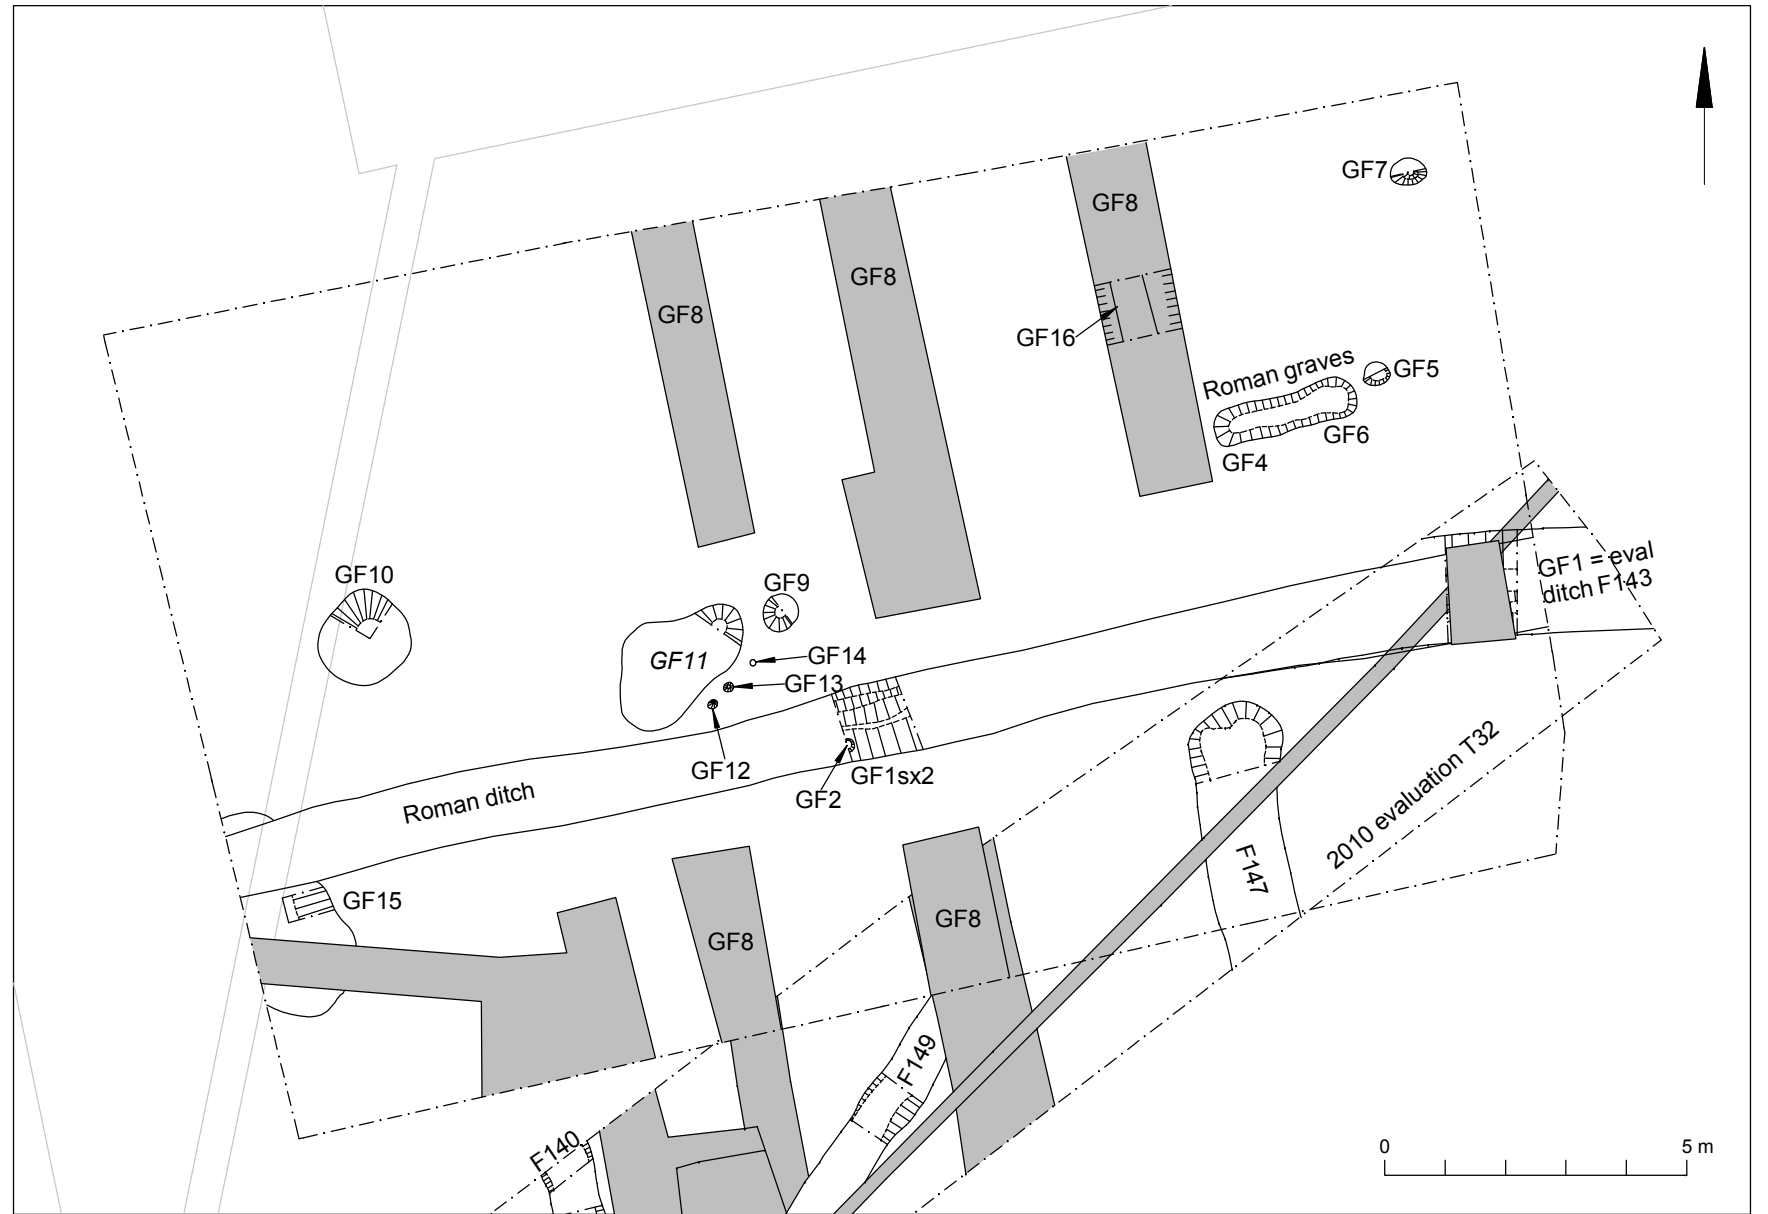 GF7
GF8
GF8
GF8
GF16
Roman graves
GF5
GF6
GF4
GF1 = eval
ditch F143
GF10
GF9
GF11
GF14
GF13
GF12
GF2
GF1sx2
Roman ditch
2010 evaluation T32
F147
GF15
GF8
GF8
F149
F140
0
5 m